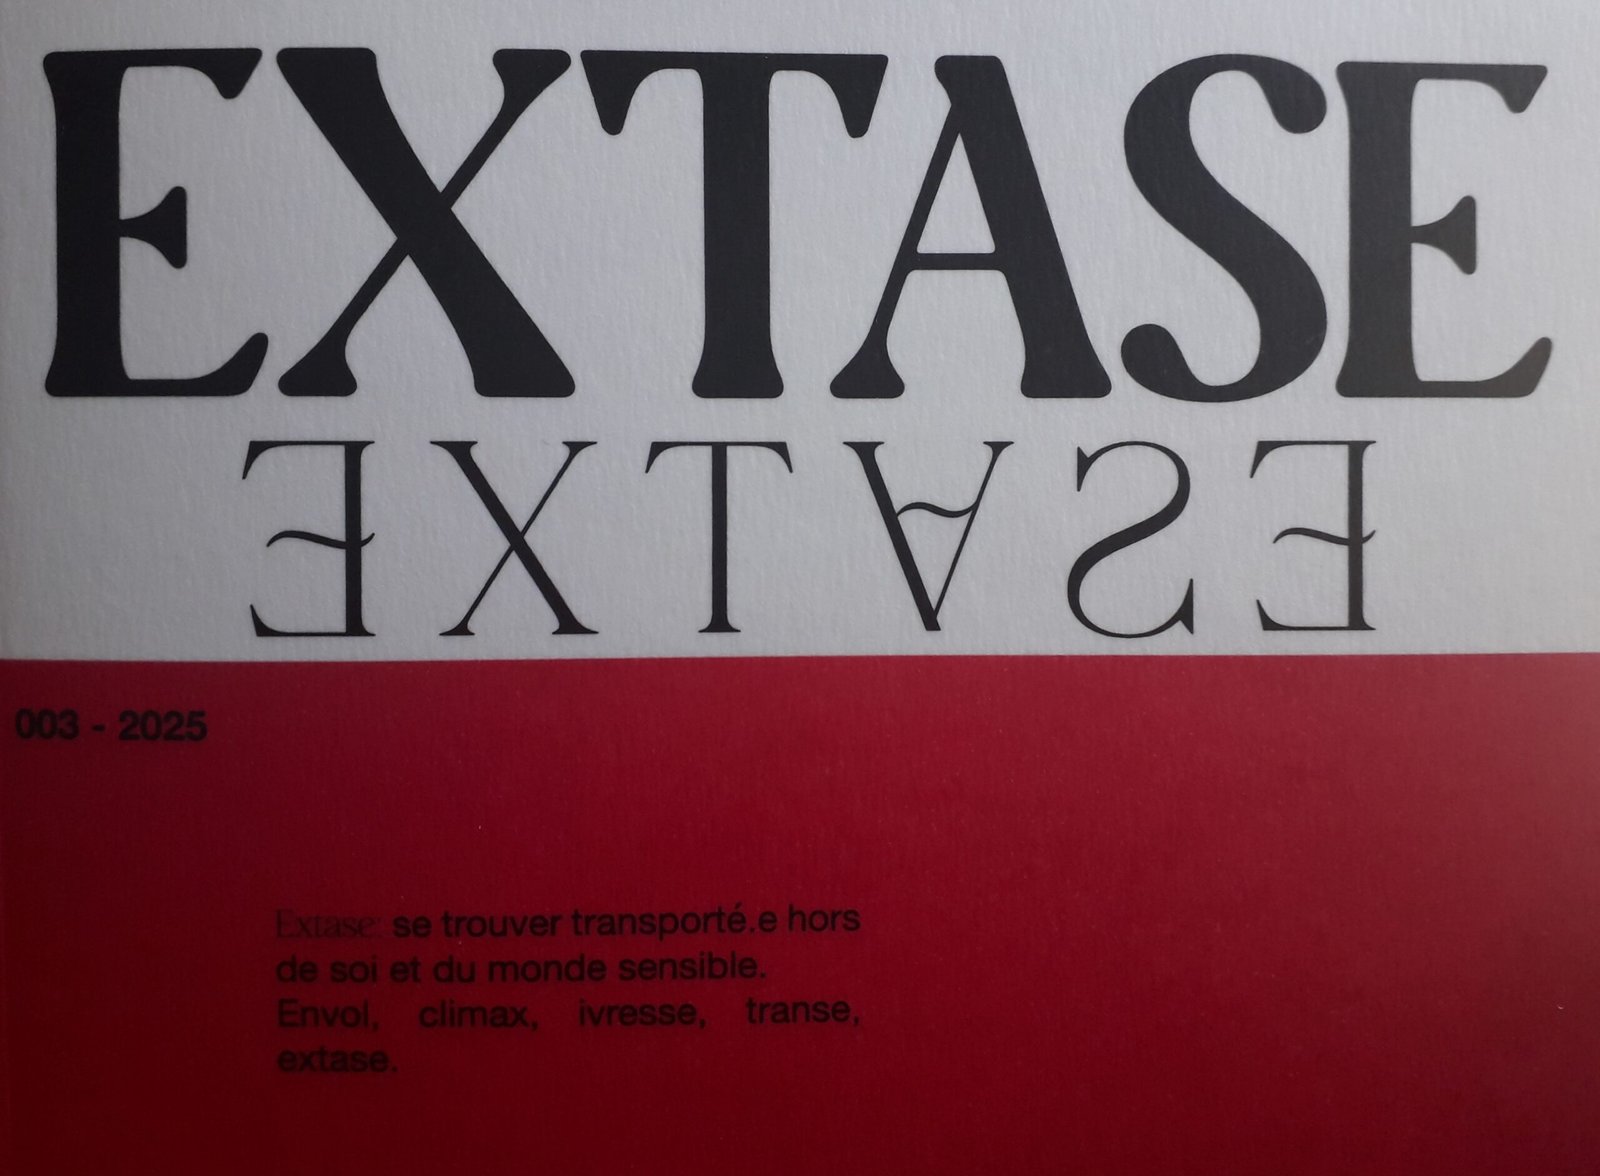 EXTASE
EXTASE
003 - 2025
Extase: se trouver transporté.e hors
de soi et du monde sensible.
Envol, climax, ivresse, transe,
extase.